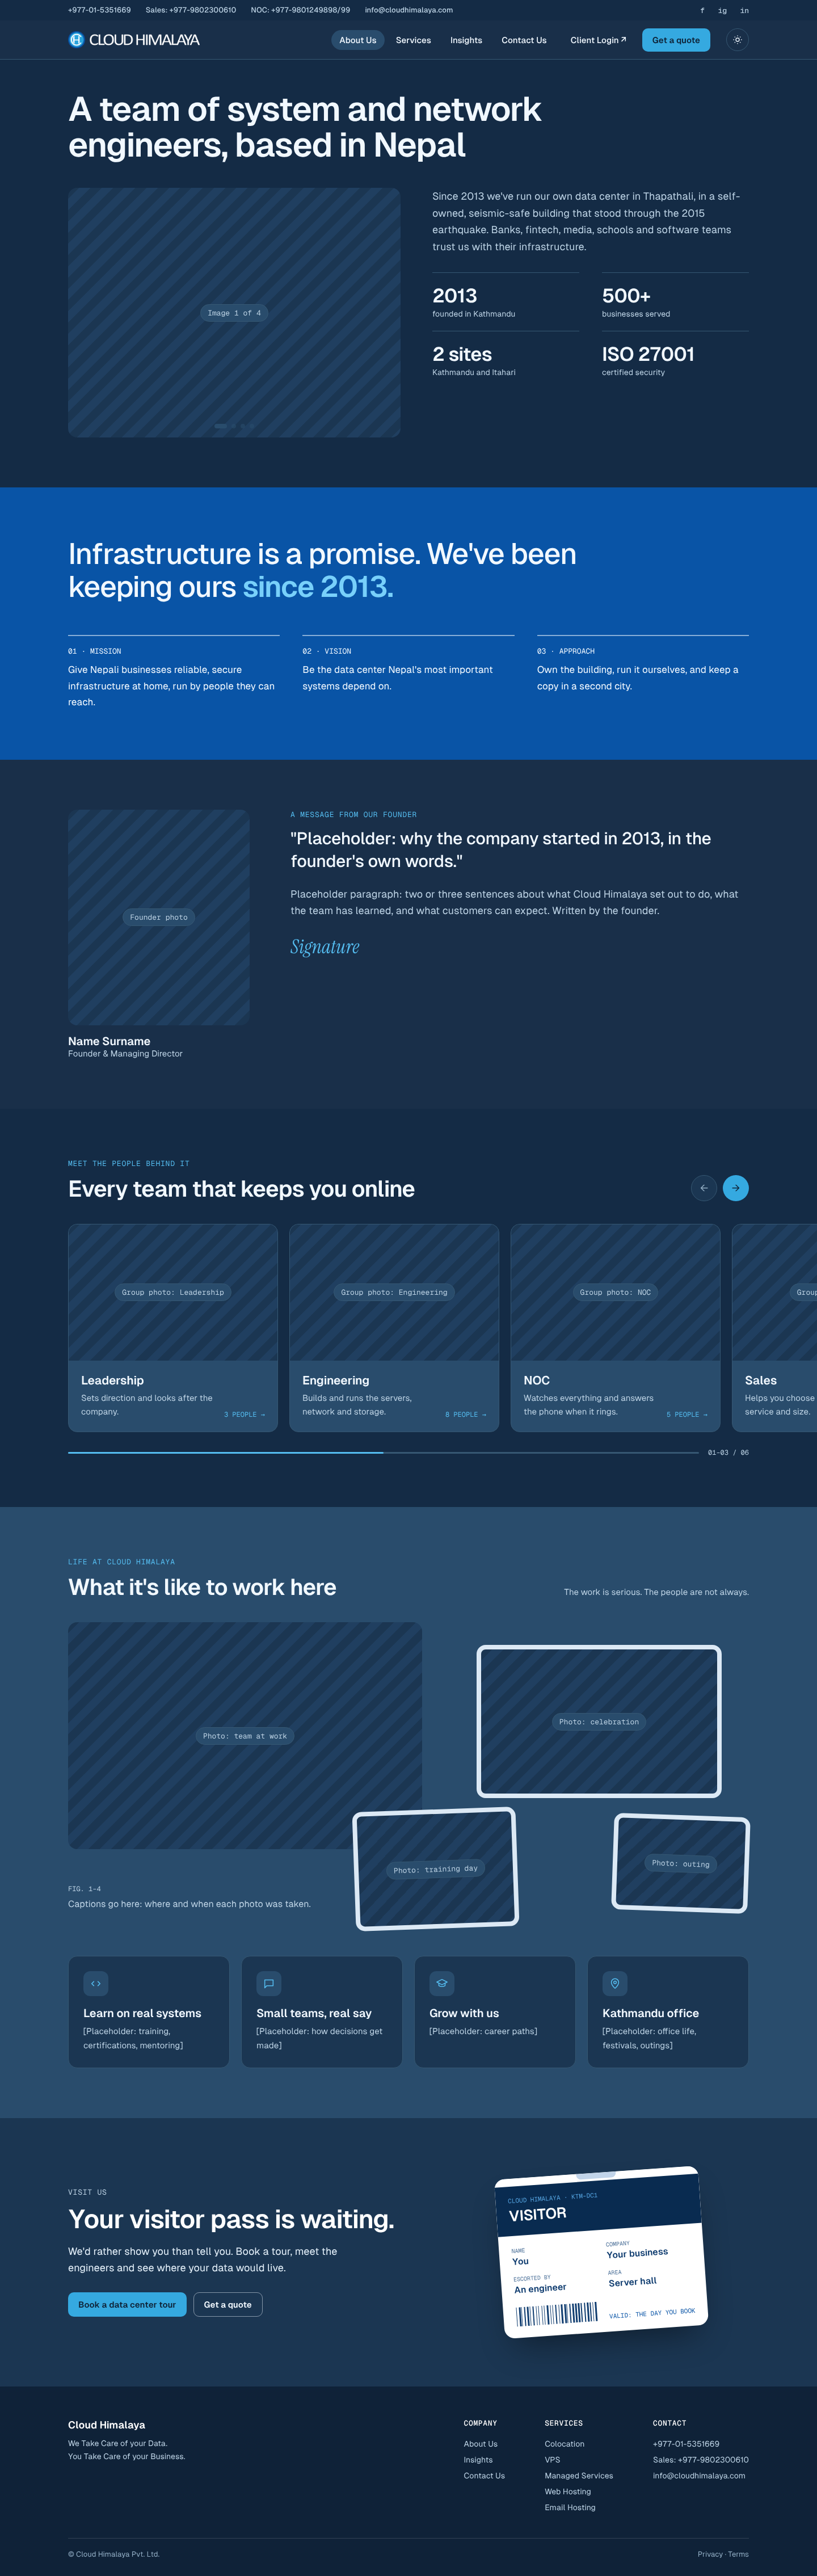 +977-01-5351669 Sales: +977-9802300610 NOC: +977-9801249898/99 info@cloudhimalaya.com f ig in
CLOUD HIMALAYA About Us Services Insights Contact Us Client Login ↗ Get a quote
A team of system and network
engineers, based in Nepal
Image 1 of 4
Since 2013 we've run our own data center in Thapathali, in a self-
owned, seismic-safe building that stood through the 2015
earthquake. Banks, fintech, media, schools and software teams
trust us with their infrastructure.
2013
founded in Kathmandu
500+
businesses served
2 sites
Kathmandu and Itahari
ISO 27001
certified security
Infrastructure is a promise. We've been
keeping ours since 2013.
01 · MISSION
Give Nepali businesses reliable, secure
infrastructure at home, run by people they can
reach.
02 · VISION
Be the data center Nepal's most important
systems depend on.
03 · APPROACH
Own the building, run it ourselves, and keep a
copy in a second city.
Founder photo
Name Surname
Founder & Managing Director
A MESSAGE FROM OUR FOUNDER
"Placeholder: why the company started in 2013, in the
founder's own words."
Placeholder paragraph: two or three sentences about what Cloud Himalaya set out to do, what
the team has learned, and what customers can expect. Written by the founder.
Signature
MEET THE PEOPLE BEHIND IT
Every team that keeps you online
← →
Group photo: Leadership
Leadership
Sets direction and looks after the
company.
3 PEOPLE →
Group photo: Engineering
Engineering
Builds and runs the servers,
network and storage.
8 PEOPLE →
Group photo: NOC
NOC
Watches everything and answers
the phone when it rings.
5 PEOPLE →
Group
Sales
Helps you choose
service and size.
01–03 / 06
LIFE AT CLOUD HIMALAYA
What it's like to work here
The work is serious. The people are not always.
Photo: team at work
Photo: celebration
Photo: training day
Photo: outing
FIG. 1–4
Captions go here: where and when each photo was taken.
Learn on real systems
[Placeholder: training,
certifications, mentoring]
Small teams, real say
[Placeholder: how decisions get
made]
Grow with us
[Placeholder: career paths]
Kathmandu office
[Placeholder: office life,
festivals, outings]
VISIT US
Your visitor pass is waiting.
We'd rather show you than tell you. Book a tour, meet the
engineers and see where your data would live.
Book a data center tour Get a quote
CLOUD HIMALAYA · KTM-DC1
VISITOR
NAME
You
COMPANY
Your business
ESCORTED BY
An engineer
AREA
Server hall
VALID: THE DAY YOU BOOK
Cloud Himalaya
We Take Care of your Data.
You Take Care of your Business.
COMPANY
About Us
Insights
Contact Us
SERVICES
Colocation
VPS
Managed Services
Web Hosting
Email Hosting
CONTACT
+977-01-5351669
Sales: +977-9802300610
info@cloudhimalaya.com
© Cloud Himalaya Pvt. Ltd.
Privacy · Terms